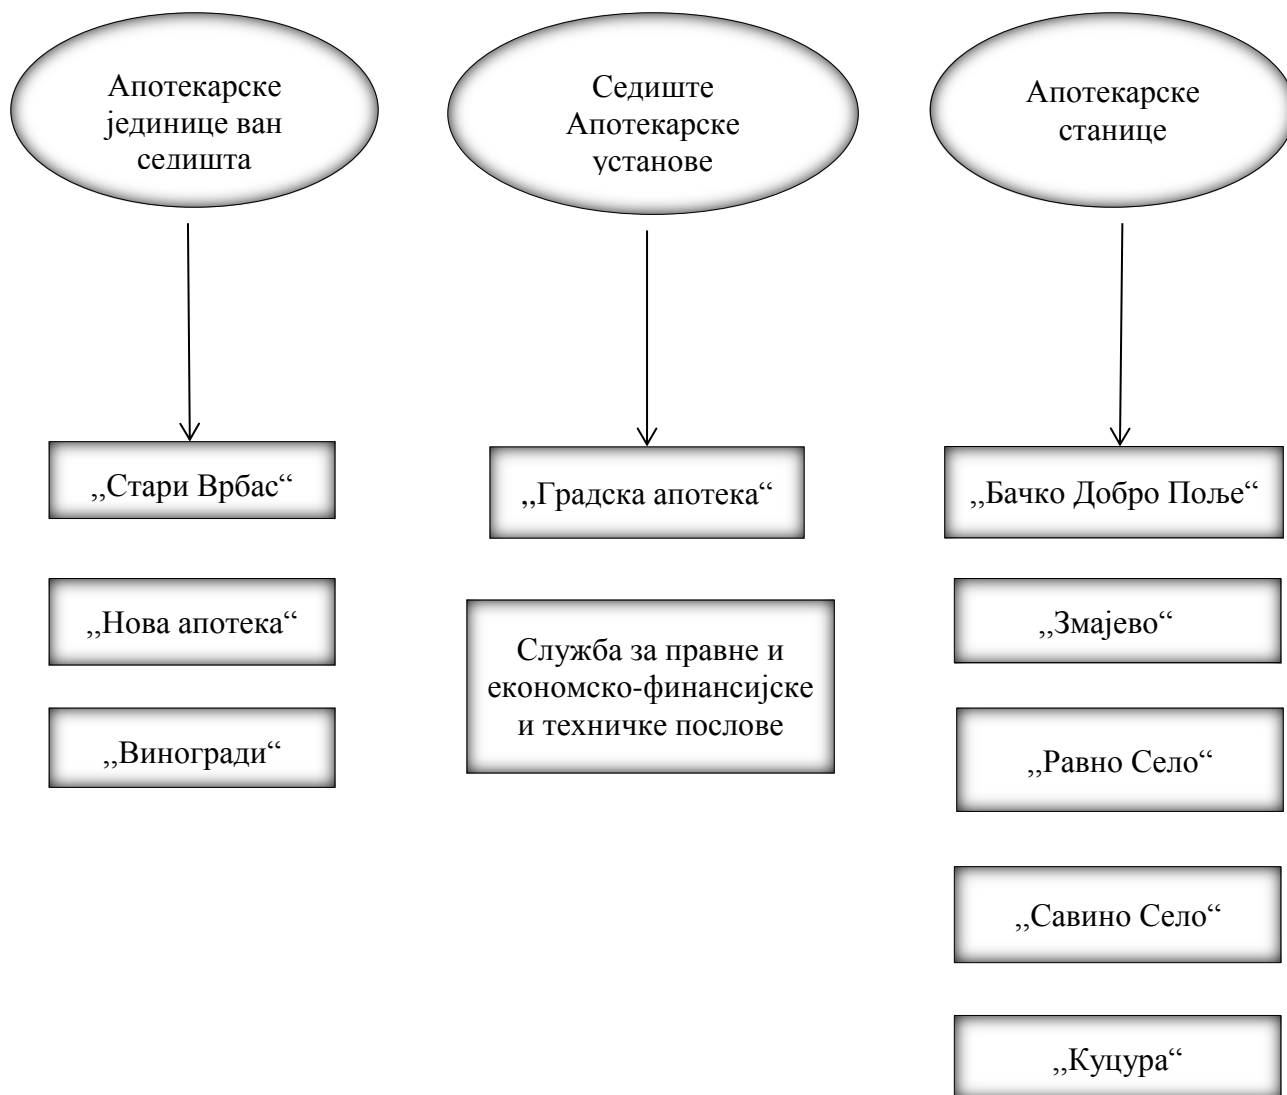 Апотекарске
јединице ван
седишта
Седиште
Апотекарске
установе
Апотекарске
станице
,,Стари Врбас“
,,Нова апотека“
,,Виногради“
,,Градска апотека“
Служба за правне и
економско-финансијске
и техничке послове
,,Бачко Добро Поље“
,,Змајево“
,,Равно Село“
,,Савино Село“
,,Куцура“